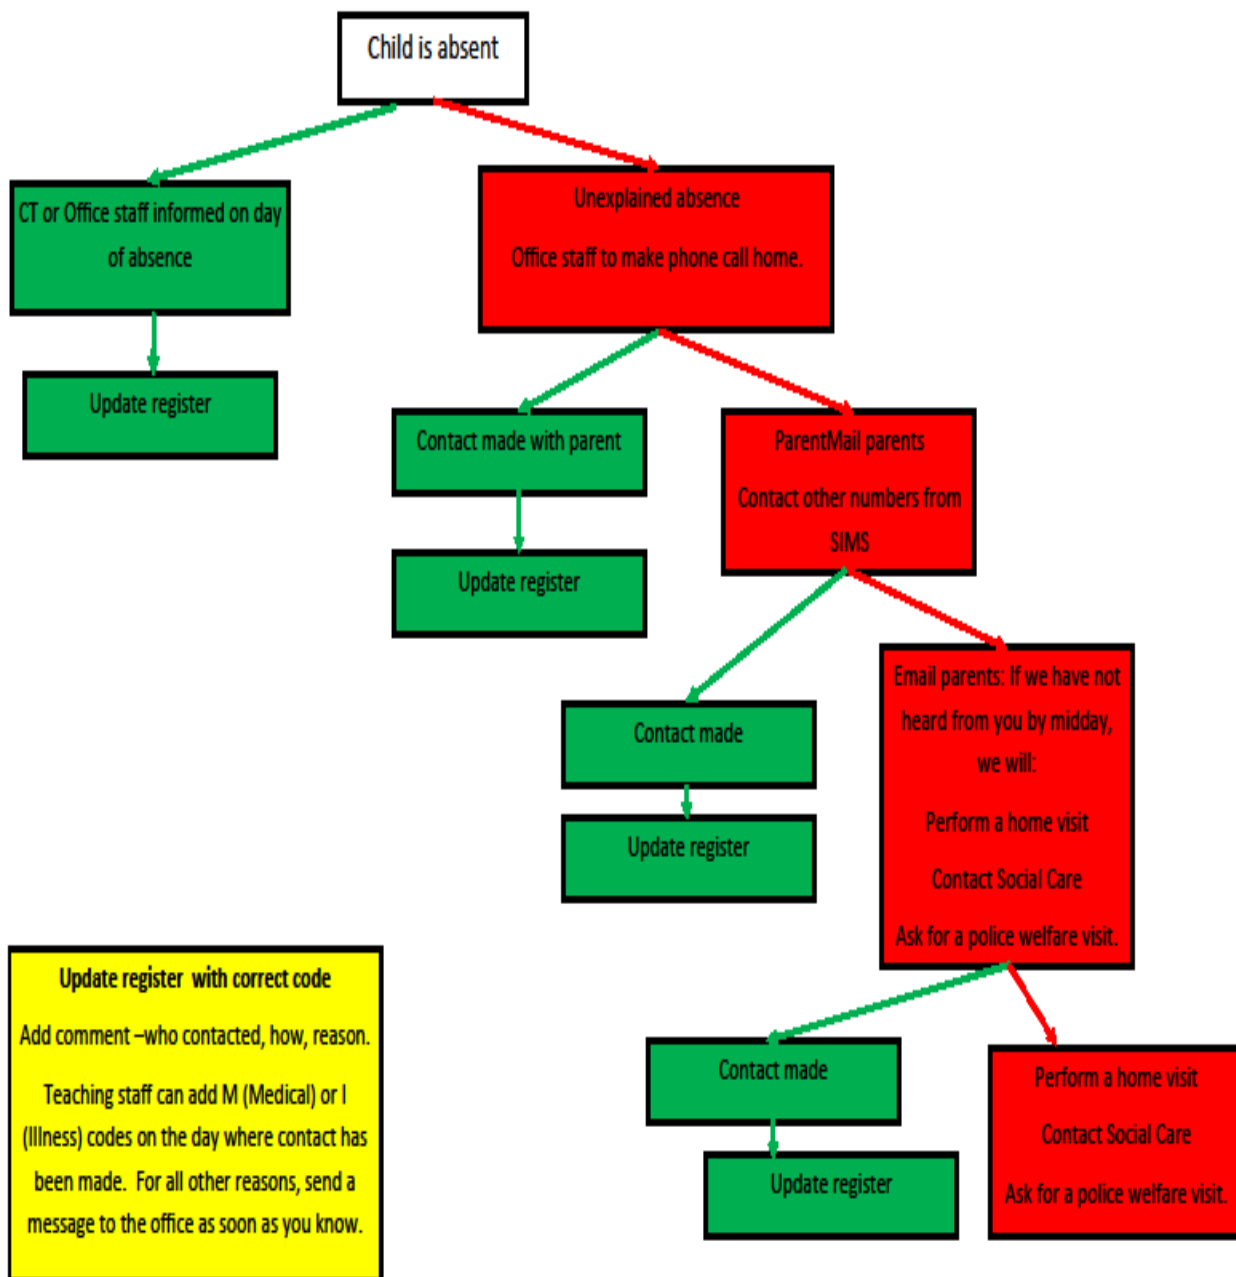 Child is absent
CT or Office staff informed on day
of absence
Update register
Unexplained absence
Office staff to make phone call home.
Contact made with parent
Update register
ParentMail parents
Contact other numbers from
SIMS
Contact made
Update register
Email parents: If we have not
heard from you by midday,
we will:
Perform a home visit
Contact Social Care
Ask for a police welfare visit.
Contact made
Update register
Perform a home visit
Contact Social Care
Ask for a police welfare visit.
Update register with correct code
Add comment –who contacted, how, reason.
Teaching staff can add M (Medical) or I
(Illness) codes on the day where contact has
been made. For all other reasons, send a
message to the office as soon as you know.